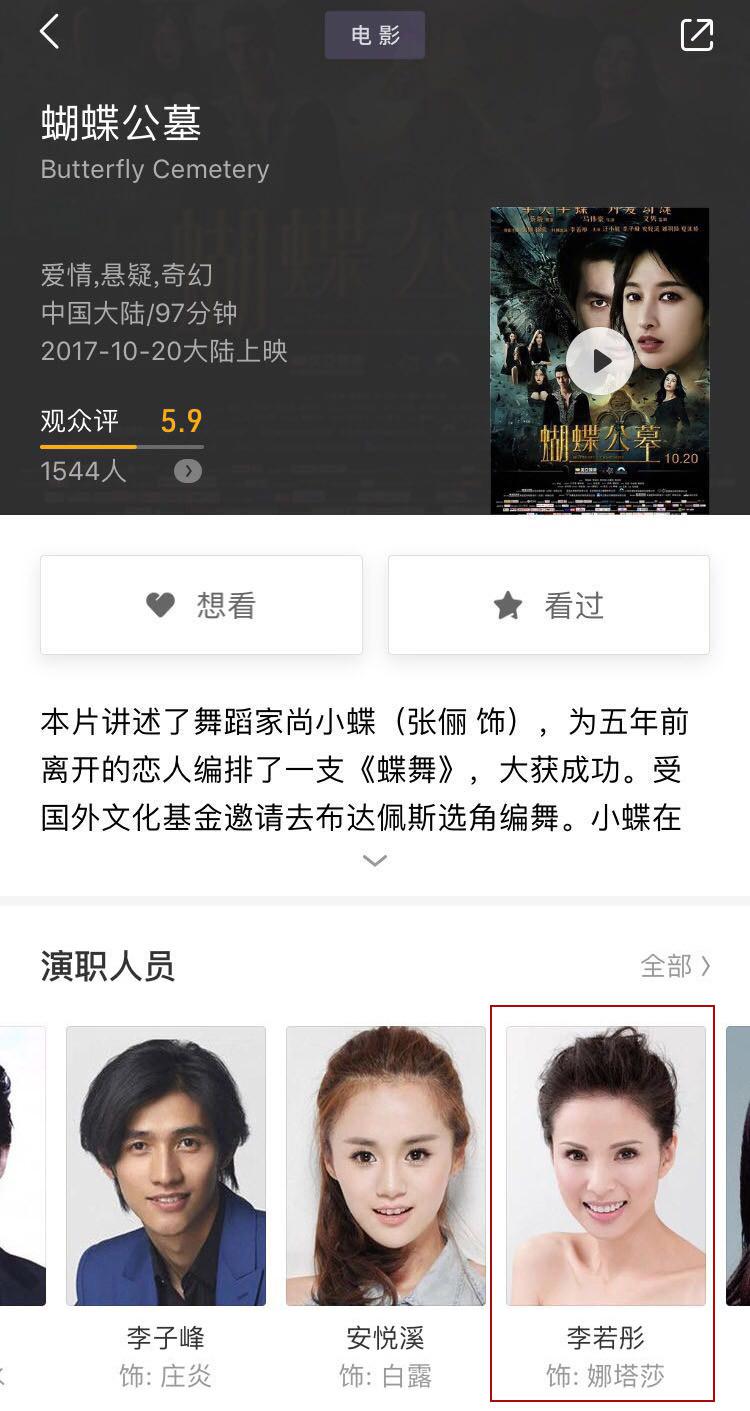 电影
蝴蝶公墓
Butterfly Cemetery
爱情,悬疑,奇幻
中国大陆/97分钟
2017-10-20大陆上映
观众评 5.9
1544人
蝴蝶公墓
10.20
想看
看过
本片讲述了舞蹈家尚小蝶（张俪 饰），为五年前
离开的恋人编排了一支《蝶舞》，大获成功。受
国外文化基金邀请去布达佩斯选角编舞。小蝶在
演职人员
全部
李子峰
饰: 庄炎
安悦溪
饰: 白露
李若彤
饰: 娜塔莎